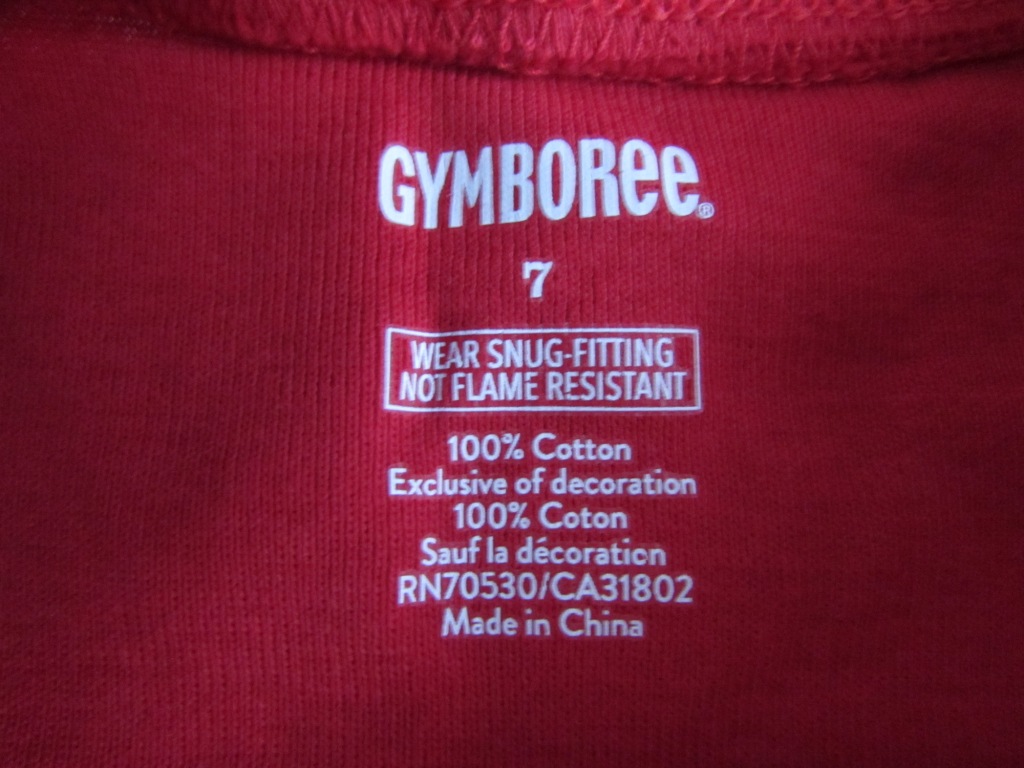 GYMBOREE®
7
WEAR SNUG-FITTING
NOT FLAME RESISTANT
100% Cotton
Exclusive of decoration
100% Coton
Sauf la décoration
RN70530/CA31802
Made in China